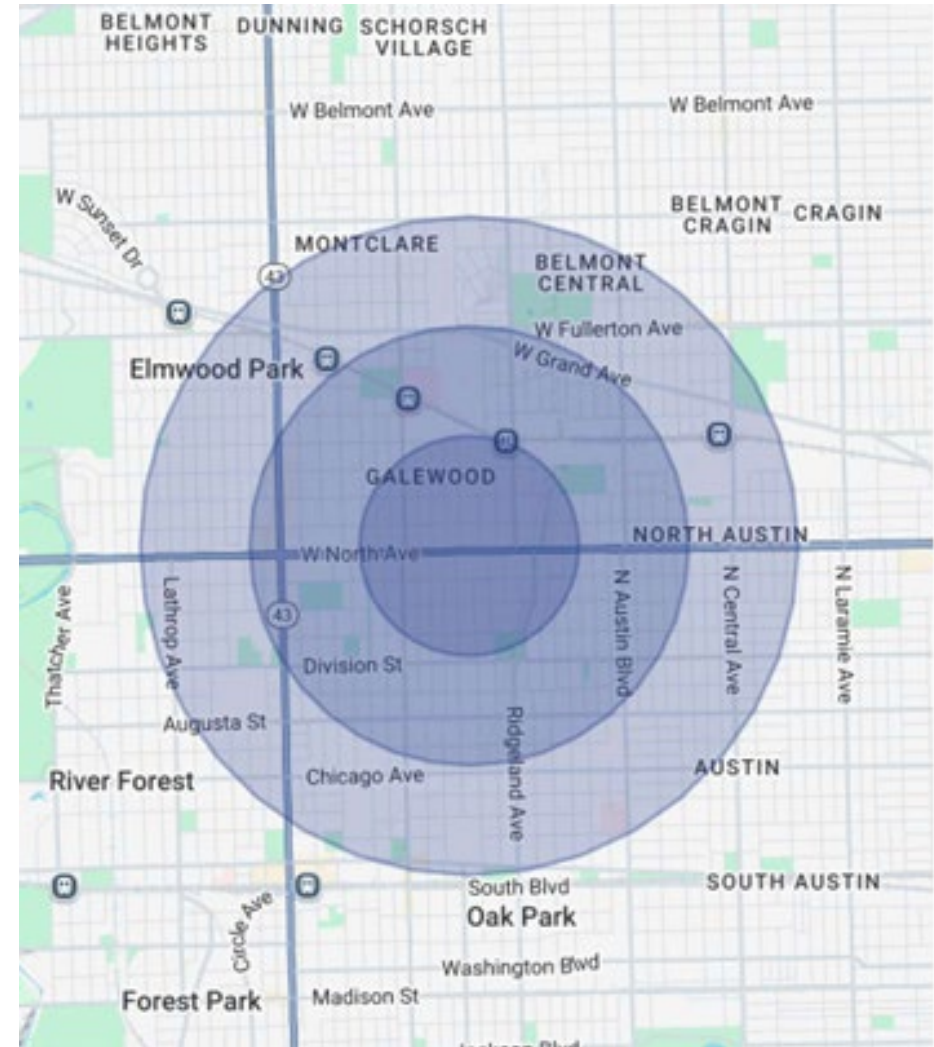 BELMONT
HEIGHTS
DUNNING
SCHORSCH
VILLAGE
W Belmont Ave
W Belmont Ave
W Sunset Dr
BELMONT
CRAGIN
CRAGIN
MONTCLARE
43
BELMONT
CENTRAL
W Fullerton Ave
W Grand Ave
Elmwood Park
GALEWOOD
NORTH AUSTIN
W North Ave
Thatcher Ave
Lathrop Ave
43
N Austin Blvd
N Central Ave
N Laramie Ave
Division St
Augusta St
Ridgeland Ave
River Forest
Chicago Ave
AUSTIN
South Blvd
SOUTH AUSTIN
Oak Park
Circle Ave
Washington Blvd
Forest Park
Madison St
Jackson Blvd